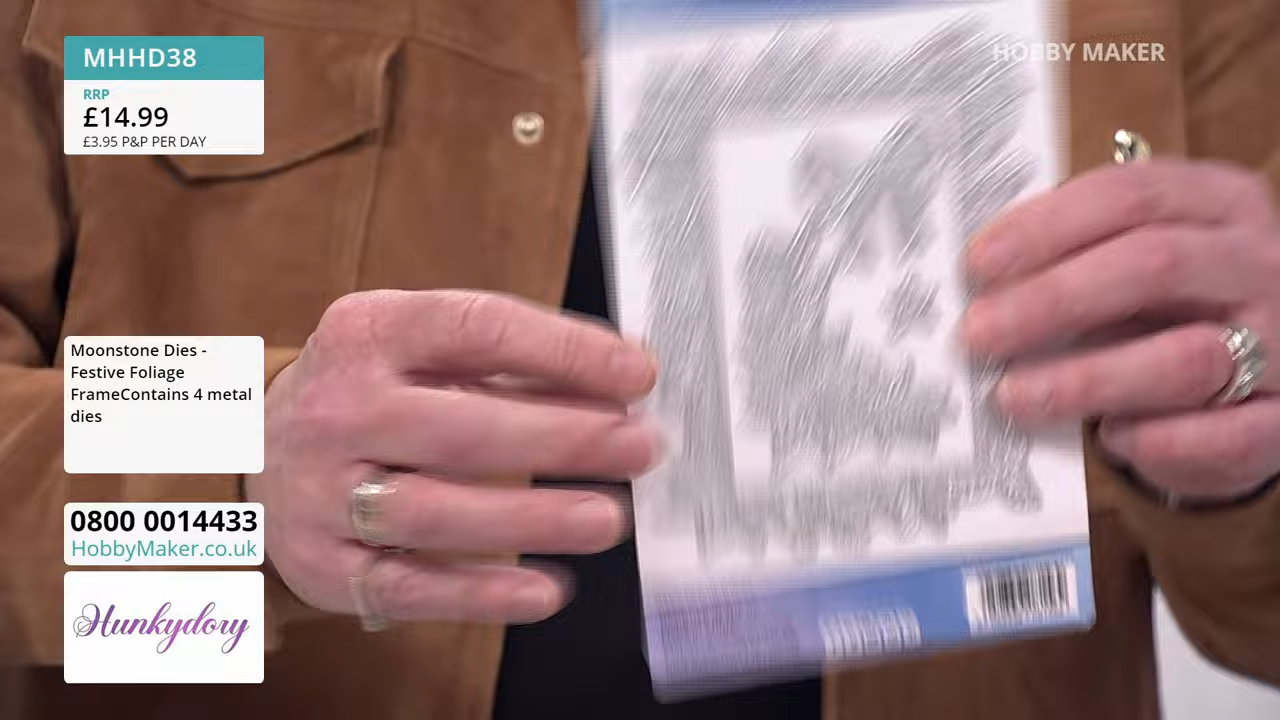 MHHD38
RRP
£14.99
£3.95 P&P PER DAY
HOBBY MAKER
Moonstone Dies -
Festive Foliage
FrameContains 4 metal
dies
0800 0014433
HobbyMaker.co.uk
Hunkydory